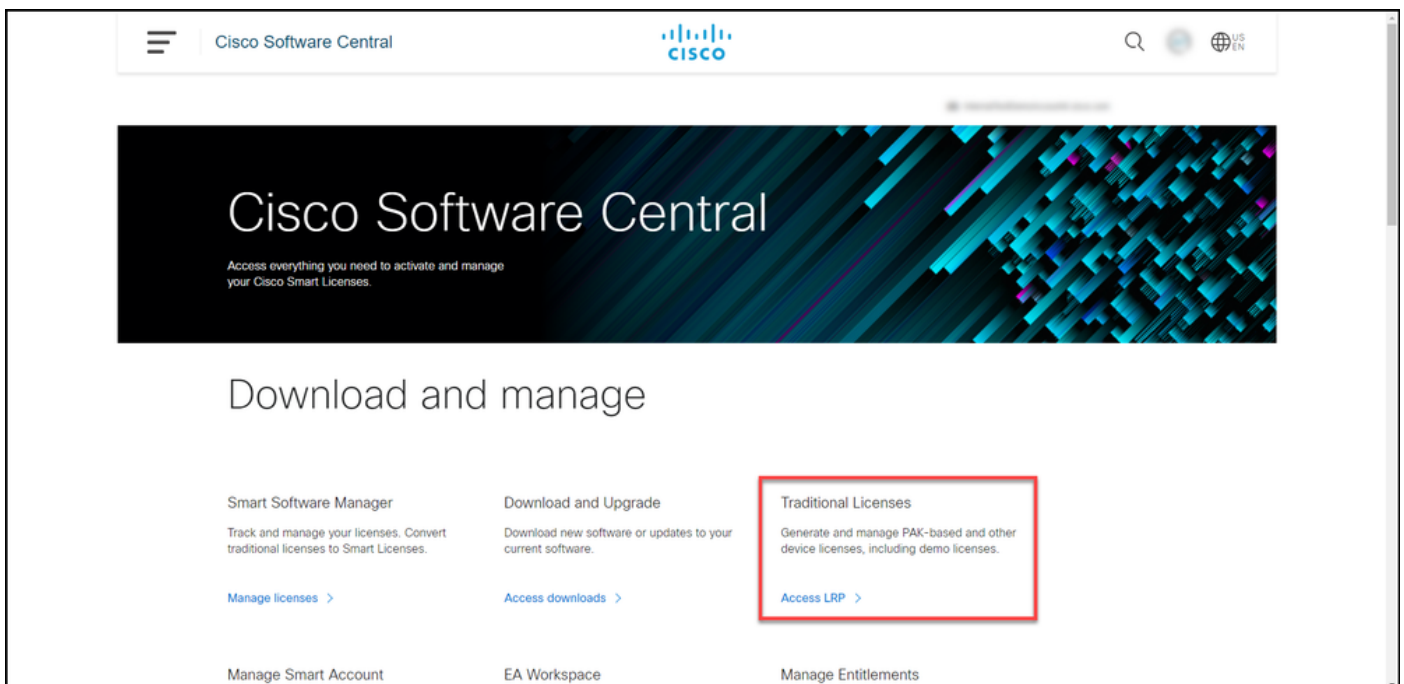 Cisco Software Central
CISCO
US
EN
Cisco Software Central
Access everything you need to activate and manage
your Cisco Smart Licenses.
Download and manage
Smart Software Manager
Track and manage your licenses. Convert
traditional licenses to Smart Licenses.
Manage licenses
Download and Upgrade
Download new software or updates to your
current software.
Access downloads
Traditional Licenses
Generate and manage PAK-based and other
device licenses, including demo licenses.
Access LRP
Manage Smart Account
EA Workspace
Manage Entitlements